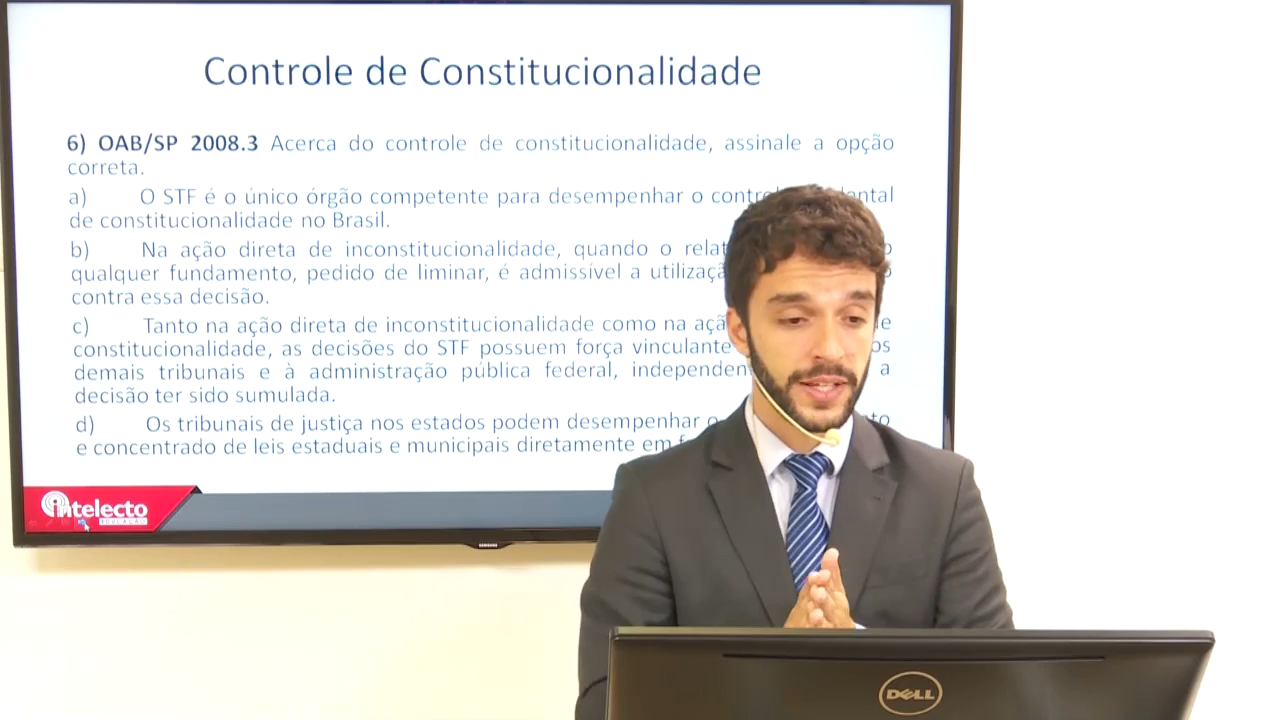 Controle de Constitucionalidade
6) OAB/SP 2008.3 Acerca do controle de constitucionalidade, assinale a opção
correta.
a) O STF é o único órgão competente para desempenhar o
de constitucionalidade no Brasil.
b) Na ação direta de inconstitucionalidade, quando o
qualquer fundamento, pedido de liminar, é admissível a
contra essa decisão.
c) Tanto na ação direta de inconstitucionalidade como na
constitucionalidade, as decisões do STF possuem força vinculante
demais tribunais e à administração pública federal, a
decisão ter sido sumulada.
d) Os tribunais de justiça nos estados podem desempenhar
e concentrado de leis estaduais e municipais diretamente em
intelecto
EDUCAÇÃO
SAMSUNG
DELL